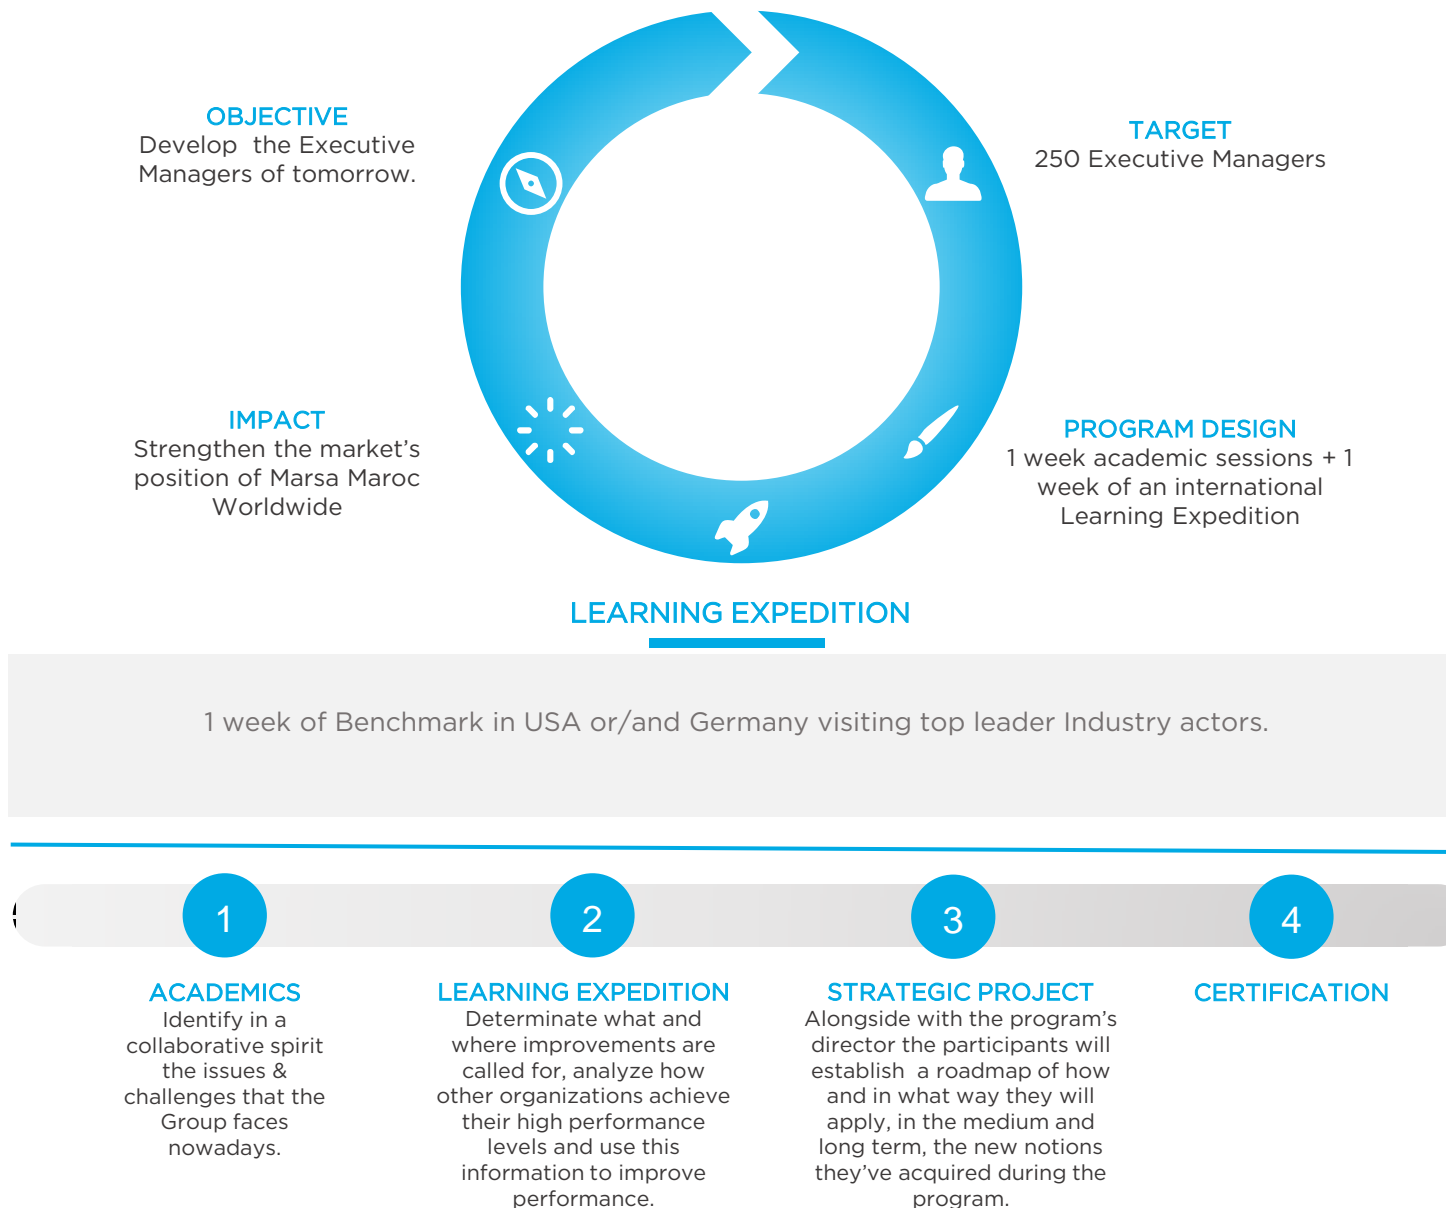 OBJECTIVE
Develop the Executive
Managers of tomorrow.
TARGET
250 Executive Managers
IMPACT
Strengthen the market's
position of Marsa Maroc
Worldwide
PROGRAM DESIGN
1 week academic sessions + 1
week of an international
Learning Expedition
LEARNING EXPEDITION
1 week of Benchmark in USA or/and Germany visiting top leader Industry actors.
1
ACADEMICS
Identify in a
collaborative spirit
the issues &
challenges that the
Group faces
nowadays.
2
LEARNING EXPEDITION
Determinate what and
where improvements are
called for, analyze how
other organizations achieve
their high performance
levels and use this
information to improve
performance.
3
STRATEGIC PROJECT
Alongside with the program's
director the participants will
establish a roadmap of how
and in what way they will
apply, in the medium and
long term, the new notions
they've acquired during the
program.
4
CERTIFICATION